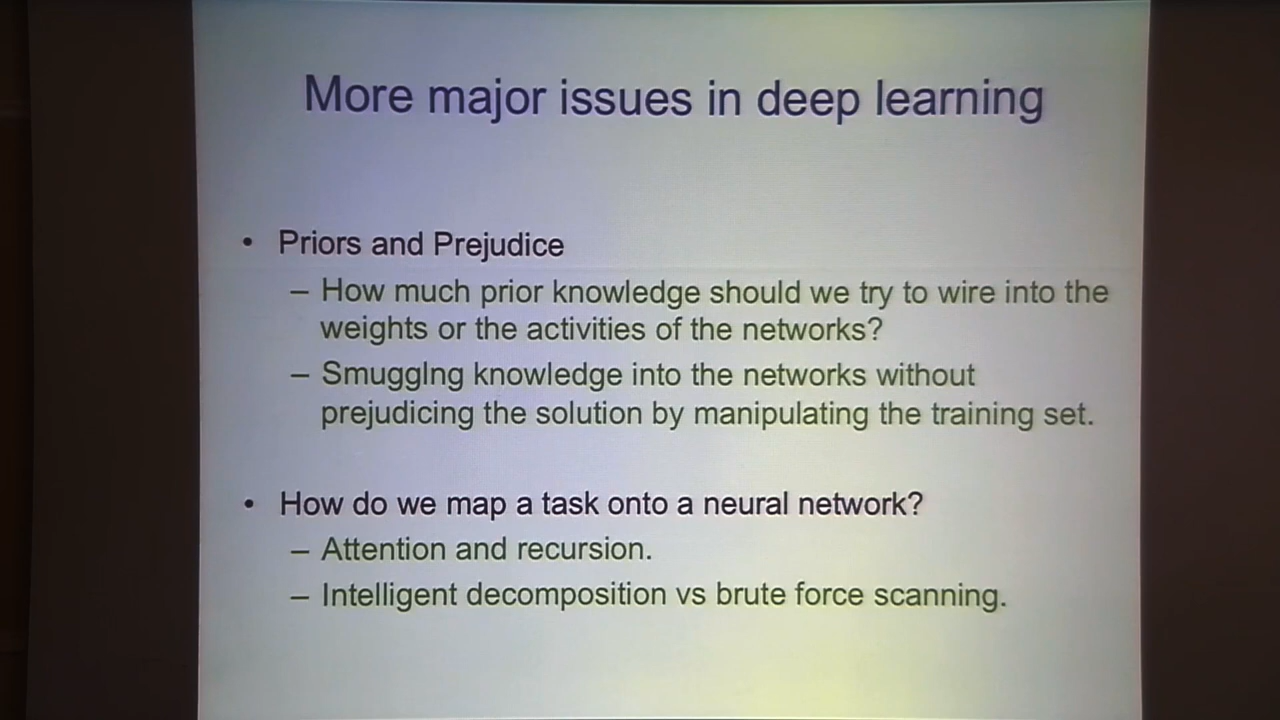 More major issues in deep learning
• Priors and Prejudice
– How much prior knowledge should we try to wire into the
weights or the activities of the networks?
– Smugglng knowledge into the networks without
prejudicing the solution by manipulating the training set.
• How do we map a task onto a neural network?
– Attention and recursion.
– Intelligent decomposition vs brute force scanning.